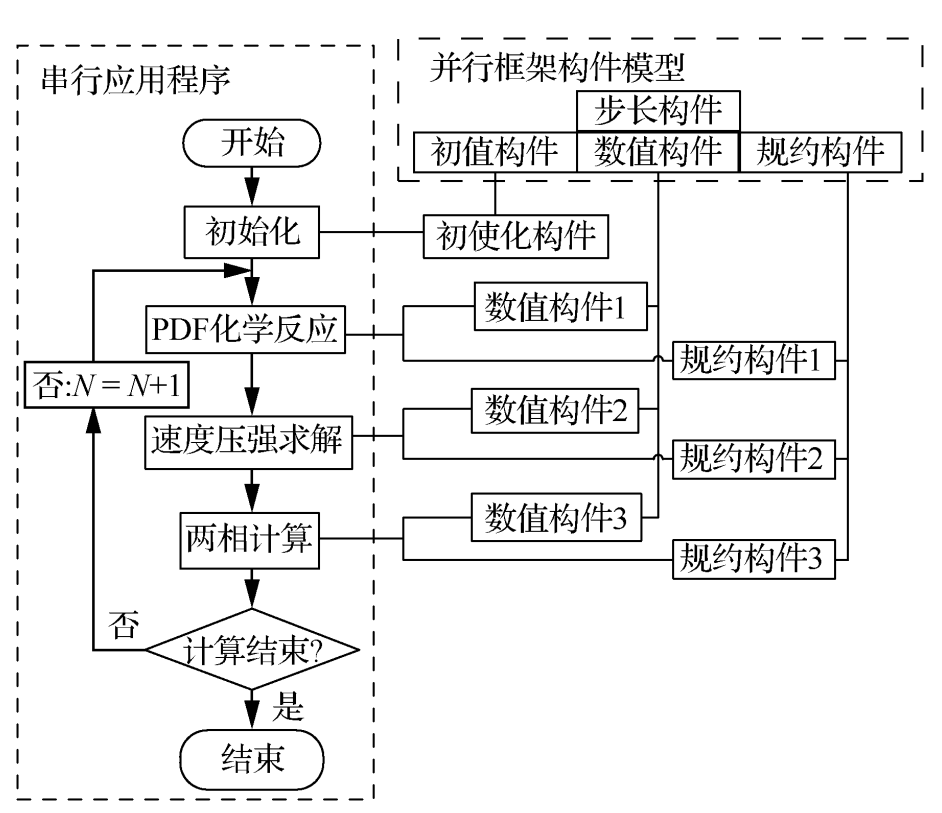 串行应用程序
并行框架构件模型
步长构件
开始
初值构件
数值构件
规约构件
初始化
初使化构件
数值构件1
PDF化学反应
规约构件1
否:N = N+1
数值构件2
速度压强求解
规约构件2
数值构件3
两相计算
规约构件3
否
计算结束?
是
结束